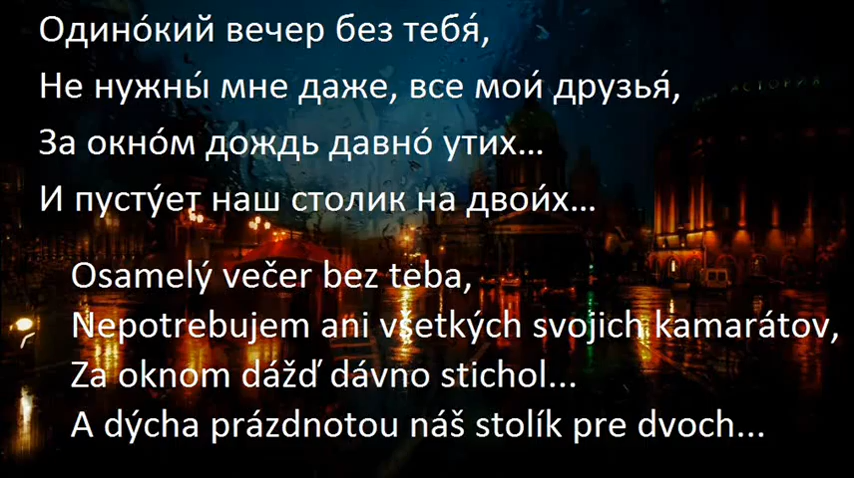 Одино́кий вечер без тебя́,
Не нужны́ мне даже, все мои́ друзья́,
За окно́м дождь давно́ утих...
И пусту́ет наш столик на двои́х...
Osamelý večer bez teba,
Nepotrebujem ani všetkých svojich kamarátov,
Za oknom dážď dávno stichol...
A dýcha prázdnotou náš stolík pre dvoch...
АСТОРИЯ